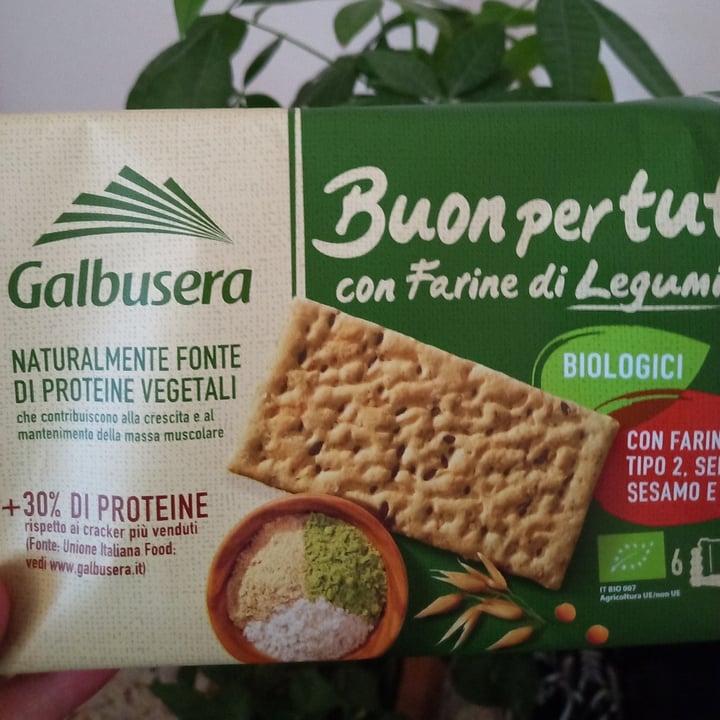 Galbusera
NATURALMENTE FONTE
DI PROTEINE VEGETALI
che contribuiscono alla crescita e al
mantenimento della massa muscolare
+30% DI PROTEINE
rispetto ai cracker più venduti
(Fonte: Unione Italiana Food:
vedi www.galbusera.it)
Buon per tut
con Farine di Legumi
BIOLOGICI
CON FARIN
TIPO 2, SE
SESAMO E
IT BIO 007
Agricoltura UE/non UE
6